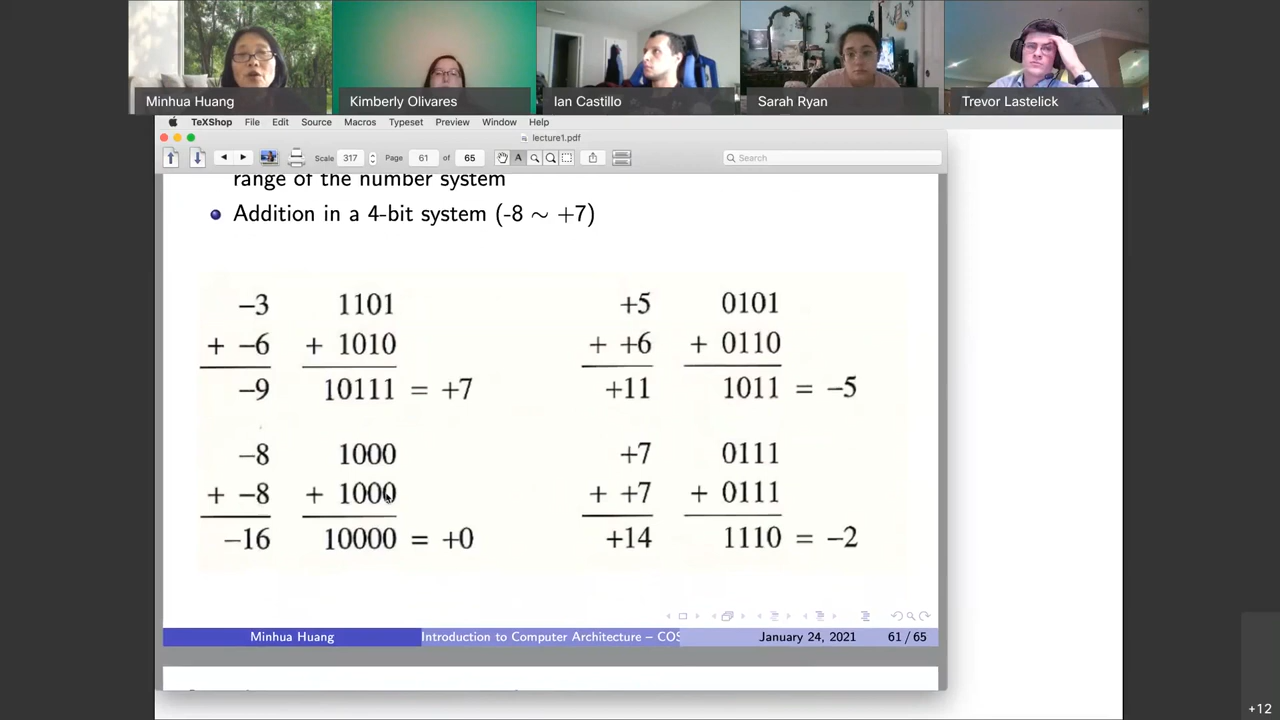 Minhua Huang
Kimberly Olivares
Ian Castillo
Sarah Ryan
Trevor Lastelick
TeXShop File Edit Source Macros Typeset Preview Window Help
lecture1.pdf
Scale 317 Page 61 of 65 A Search
range of the number system
Addition in a 4-bit system (-8 ∼ +7)
−3 1101 +5 0101
+ −6 + 1010 + +6 + 0110
−9 10111 = +7 +11 1011 = −5
−8 1000 +7 0111
+ −8 + 1000 + +7 + 0111
−16 10000 = +0 +14 1110 = −2
Minhua Huang Introduction to Computer Architecture – COS January 24, 2021 61 / 65
+12